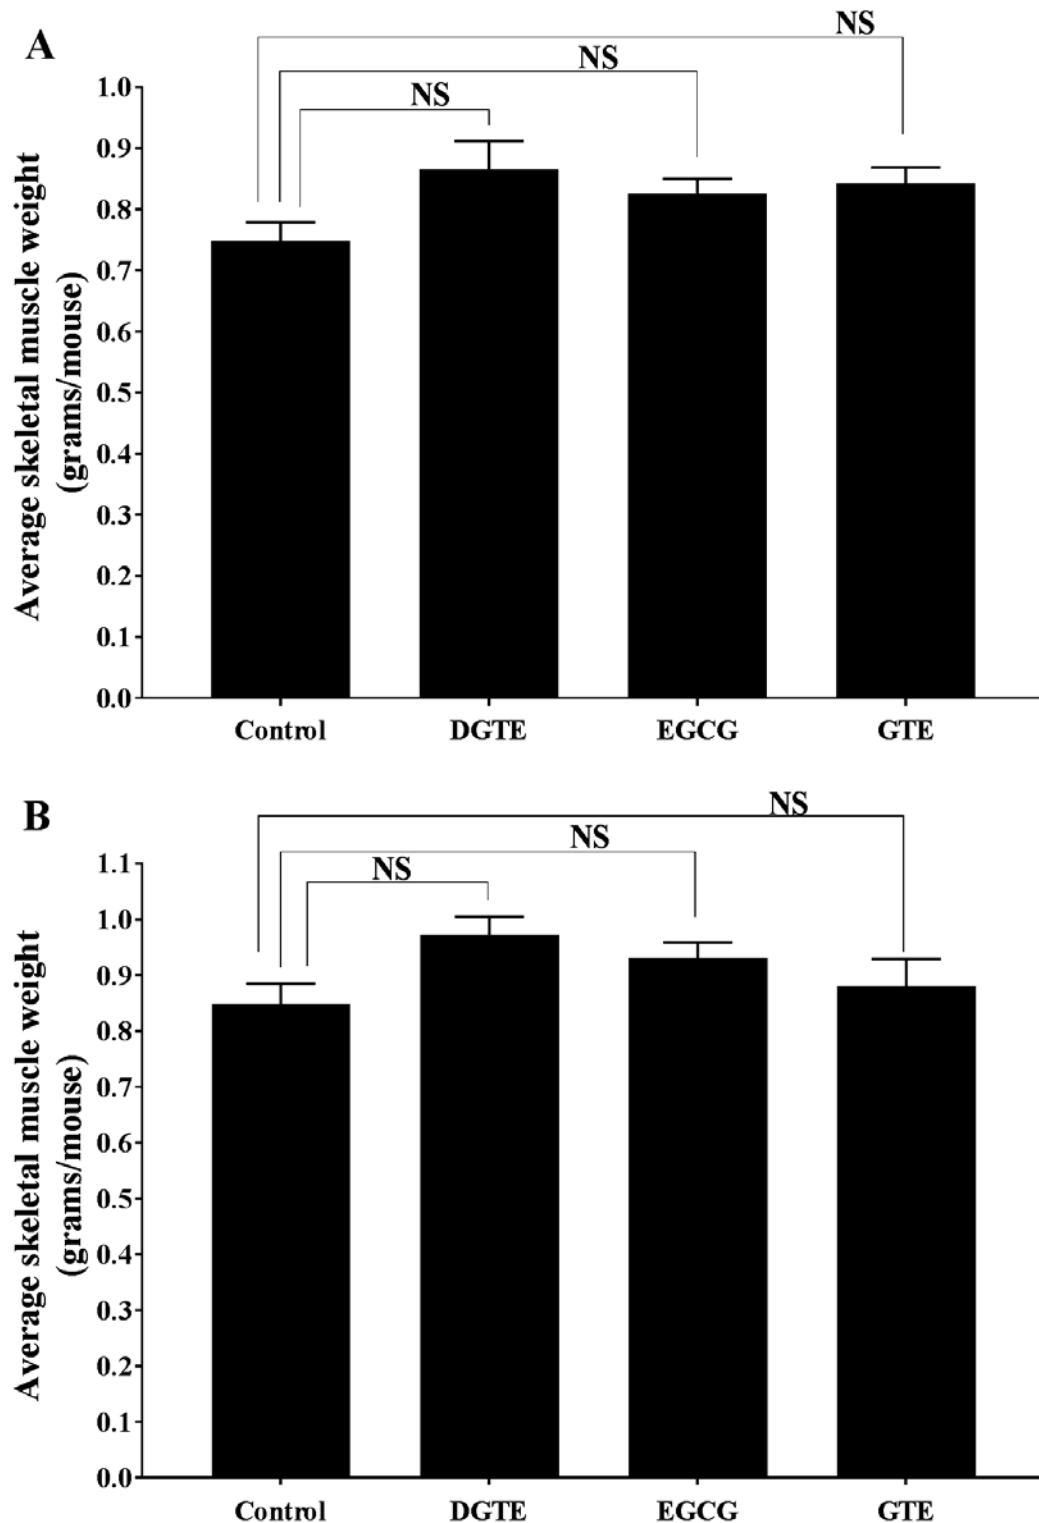 A
NS
NS
NS
Average skeletal muscle weight
(grams/mouse)
1.0
0.9
0.8
0.7
0.6
0.5
0.4
0.3
0.2
0.1
0.0
Control DGTE EGCG GTE
B
NS
NS
NS
Average skeletal muscle weight
(grams/mouse)
1.1
1.0
0.9
0.8
0.7
0.6
0.5
0.4
0.3
0.2
0.1
0.0
Control DGTE EGCG GTE